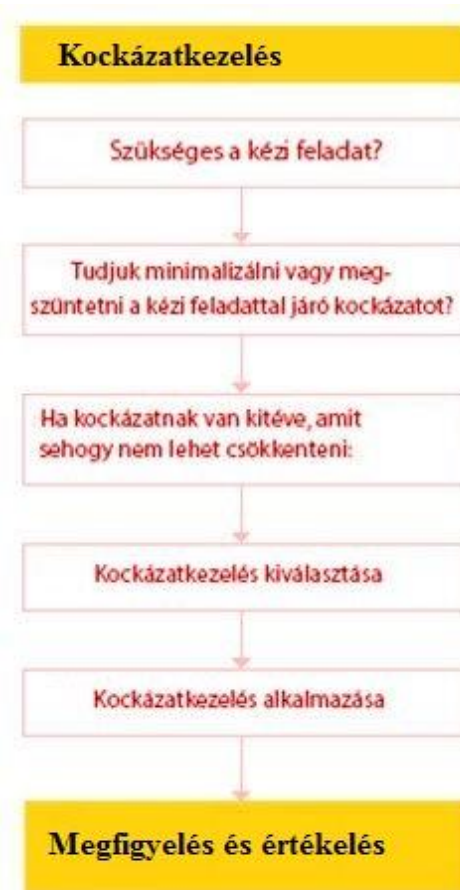 Kockázatkezelés
Szükséges a kézi feladat?
Tudjuk minimalizálni vagy meg-
szüntetni a kézi feladattal járó kockázatot?
Ha kockázatnak van kitéve, amit
sehogy nem lehet csökkenteni:
Kockázatkezelés kiválasztása
Kockázatkezelés alkalmazása
Megfigyelés és értékelés